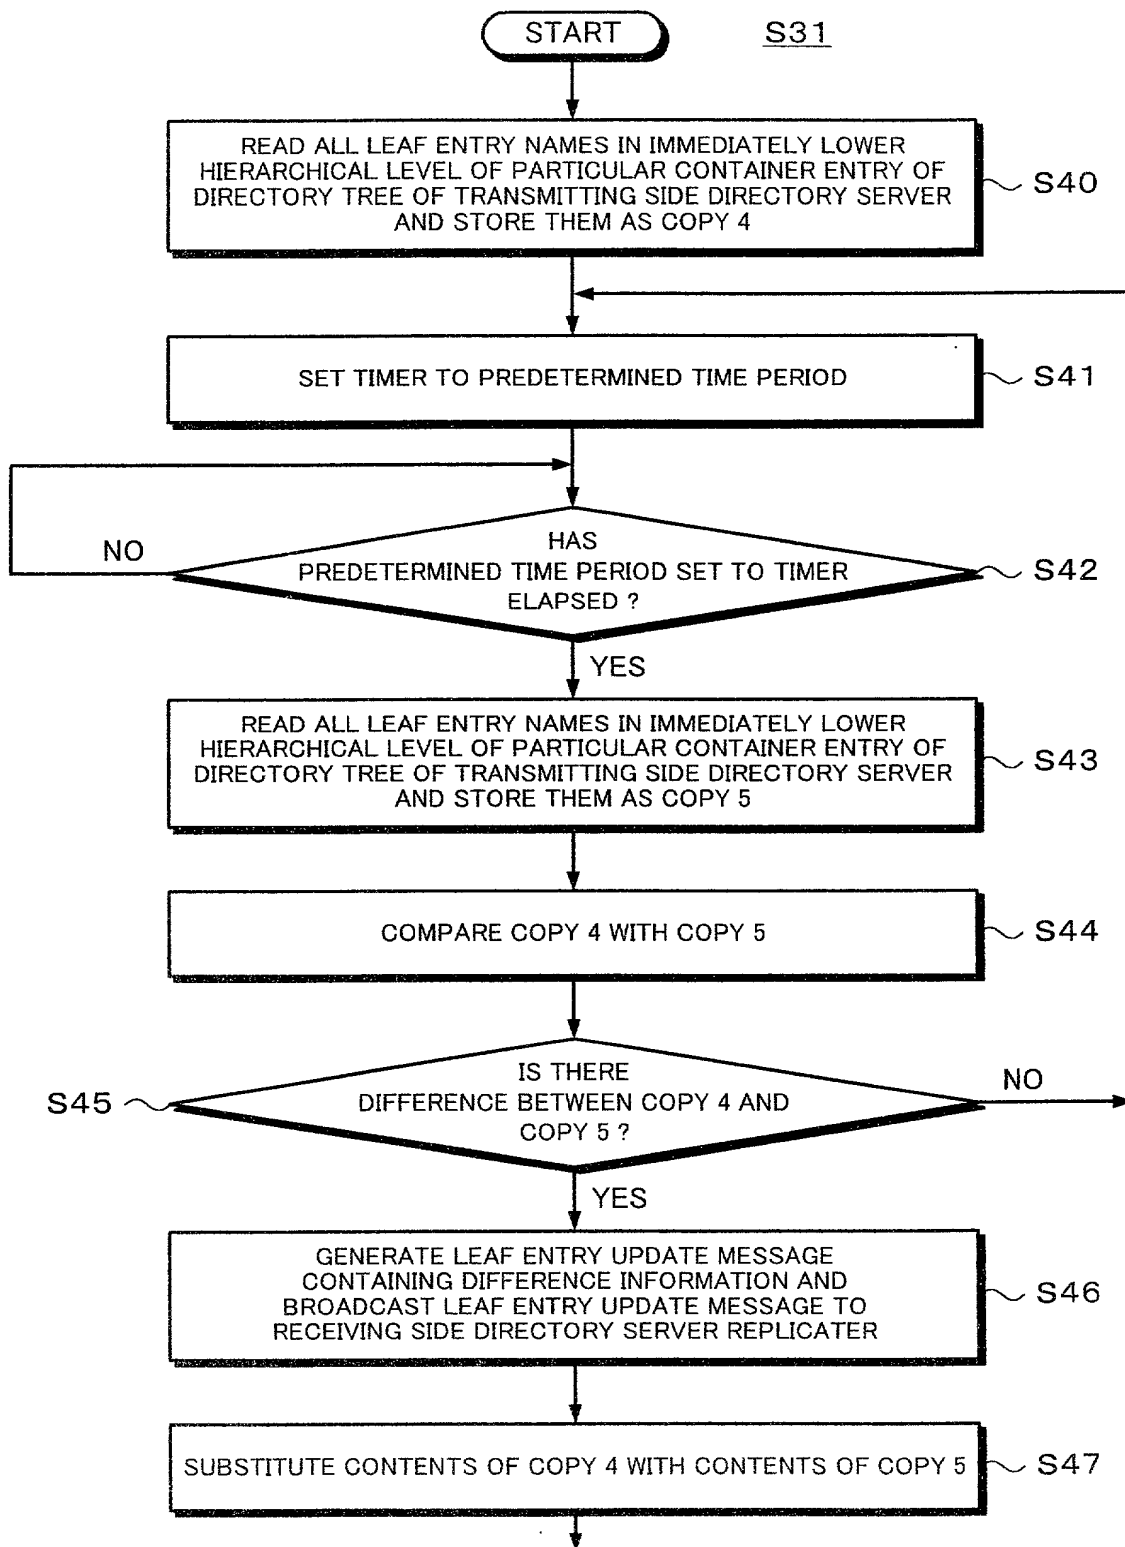 START
S31
READ ALL LEAF ENTRY NAMES IN IMMEDIATELY LOWER
HIERARCHICAL LEVEL OF PARTICULAR CONTAINER ENTRY OF
DIRECTORY TREE OF TRANSMITTING SIDE DIRECTORY SERVER
AND STORE THEM AS COPY 4
S40
SET TIMER TO PREDETERMINED TIME PERIOD
S41
NO
HAS
PREDETERMINED TIME PERIOD SET TO TIMER
ELAPSED ?
S42
YES
READ ALL LEAF ENTRY NAMES IN IMMEDIATELY LOWER
HIERARCHICAL LEVEL OF PARTICULAR CONTAINER ENTRY OF
DIRECTORY TREE OF TRANSMITTING SIDE DIRECTORY SERVER
AND STORE THEM AS COPY 5
S43
COMPARE COPY 4 WITH COPY 5
S44
S45
IS THERE
DIFFERENCE BETWEEN COPY 4 AND
COPY 5 ?
NO
YES
GENERATE LEAF ENTRY UPDATE MESSAGE
CONTAINING DIFFERENCE INFORMATION AND
BROADCAST LEAF ENTRY UPDATE MESSAGE TO
RECEIVING SIDE DIRECTORY SERVER REPLICATER
S46
SUBSTITUTE CONTENTS OF COPY 4 WITH CONTENTS OF COPY 5
S47